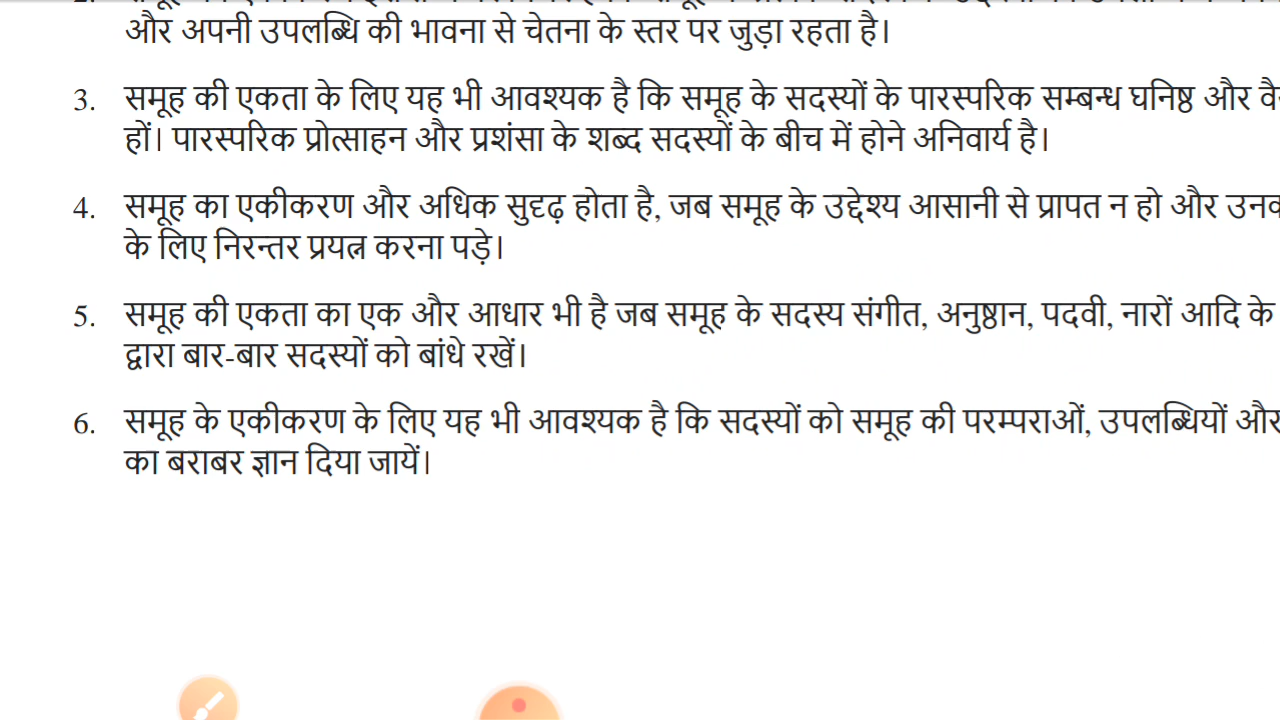 और अपनी उपलब्धि की भावना से चेतना के स्तर पर जुड़ा रहता है।
3. समूह की एकता के लिए यह भी आवश्यक है कि समूह के सदस्यों के पारस्परिक सम्बन्ध घनिष्ठ और
हों। पारस्परिक प्रोत्साहन और प्रशंसा के शब्द सदस्यों के बीच में होने अनिवार्य है।
4. समूह का एकीकरण और अधिक सुदृढ़ होता है, जब समूह के उद्देश्य आसानी से प्रापत न हो और
के लिए निरन्तर प्रयत्न करना पड़े।
5. समूह की एकता का एक और आधार भी है जब समूह के सदस्य संगीत, अनुष्ठान, पदवी, नारों आदि के
द्वारा बार-बार सदस्यों को बांधे रखें।
6. समूह के एकीकरण के लिए यह भी आवश्यक है कि सदस्यों को समूह की परम्पराओं, उपलब्धियों और
का बराबर ज्ञान दिया जायें।